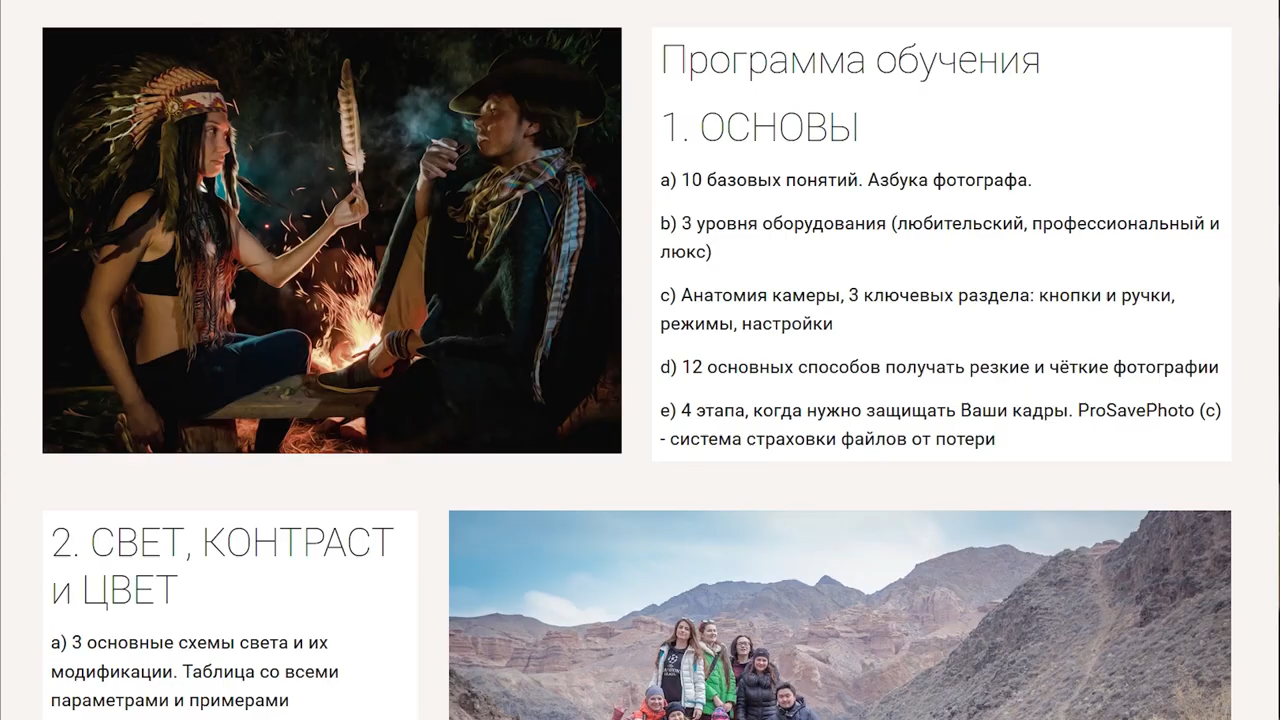 Программа обучения
1. ОСНОВЫ
a) 10 базовых понятий. Азбука фотографа.
b) 3 уровня оборудования (любительский, профессиональный и
люкс)
c) Анатомия камеры, 3 ключевых раздела: кнопки и ручки,
режимы, настройки
d) 12 основных способов получать резкие и чёткие фотографии
e) 4 этапа, когда нужно защищать Ваши кадры. ProSavePhoto (c)
- система страховки файлов от потери
2. СВЕТ, КОНТРАСТ
и ЦВЕТ
a) 3 основные схемы света и их
модификации. Таблица со всеми
параметрами и примерами